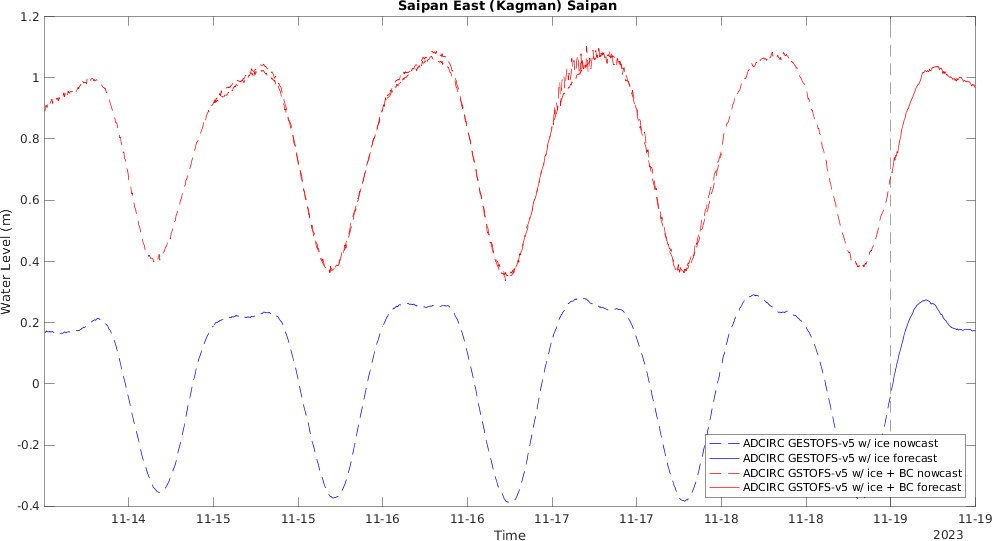 Saipan East (Kagman) Saipan
1.2
1
0.8
0.6
0.4
0.2
0
-0.2
-0.4
Water Level (m)
ADCIRC GESTOFS-v5 w/ ice nowcast
ADCIRC GESTOFS-v5 w/ ice forecast
ADCIRC GSTOFS-v5 w/ ice + BC nowcast
ADCIRC GSTOFS-v5 w/ ice + BC forecast
11-14 11-15 11-15 11-16 11-16 11-17 11-17 11-18 11-18 11-19 11-19
Time
2023